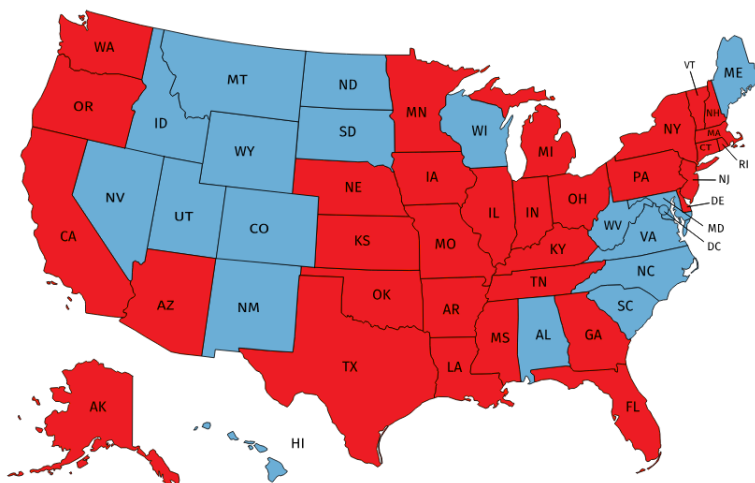 WA
MT
ND
MN
VT
ME
OR
ID
SD
WI
NH
WY
MI
NY
MA
CT
RI
NV
NE
IA
PA
NJ
UT
CO
IL
IN
OH
DE
CA
KS
MO
KY
WV
VA
MD
DC
AZ
NM
OK
AR
TN
NC
SC
TX
LA
MS
AL
GA
FL
AK
HI